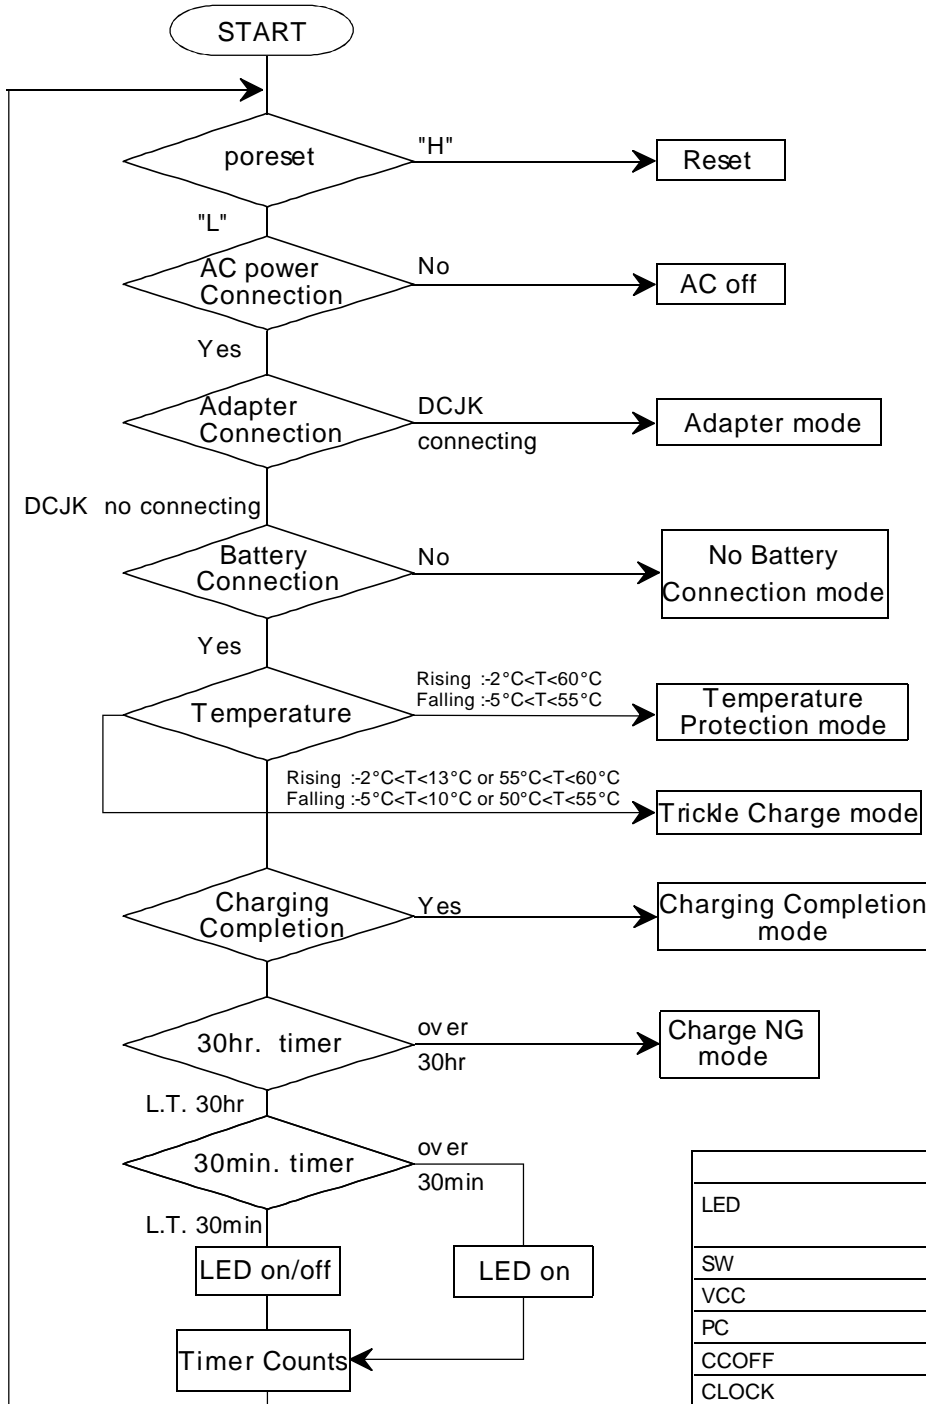 START
poreset
"H"
Reset
"L"
AC power
Connection
No
AC off
Yes
Adapter
Connection
DCJK
connecting
Adapter mode
DCJK no connecting
Battery
Connection
No
No Battery
Connection mode
Yes
Temperature
Rising :-2°C<T<60°C
Falling :-5°C<T<55°C
Temperature
Protection mode
Rising :-2°C<T<13°C or 55°C<T<60°C
Falling :-5°C<T<10°C or 50°C<T<55°C
Trickle Charge mode
Charging
Completion
Yes
Charging Completion
mode
30hr. timer
over
30hr
Charge NG
mode
L.T. 30hr
30min. timer
over
30min
L.T. 30min
LED on/off
LED on
Timer Counts
LED
SW
VCC
PC
CCOFF
CLOCK